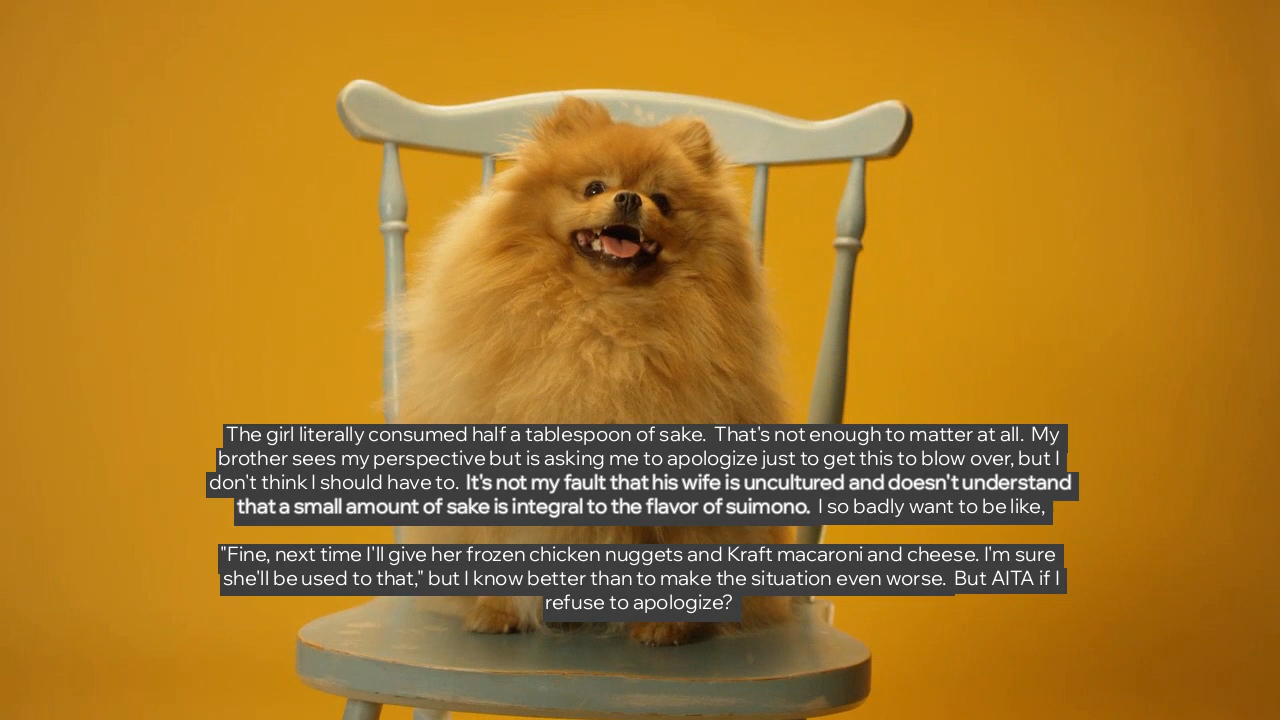 The girl literally consumed half a tablespoon of sake.  That's not enough to matter at all.  My
brother sees my perspective but is asking me to apologize just to get this to blow over, but I
don't think I should have to.  It's not my fault that his wife is uncultured and doesn't understand
that a small amount of sake is integral to the flavor of suimono.  I so badly want to be like,
"Fine, next time I'll give her frozen chicken nuggets and Kraft macaroni and cheese. I'm sure
she'll be used to that," but I know better than to make the situation even worse.  But AITA if I
refuse to apologize?